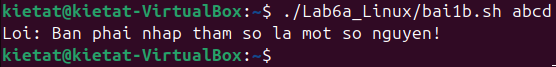 kietat@kietat-VirtualBox:~$ ./Lab6a_Linux/bai1b.sh abcd
Loi: Ban phai nhap tham so la mot so nguyen!
kietat@kietat-VirtualBox:~$